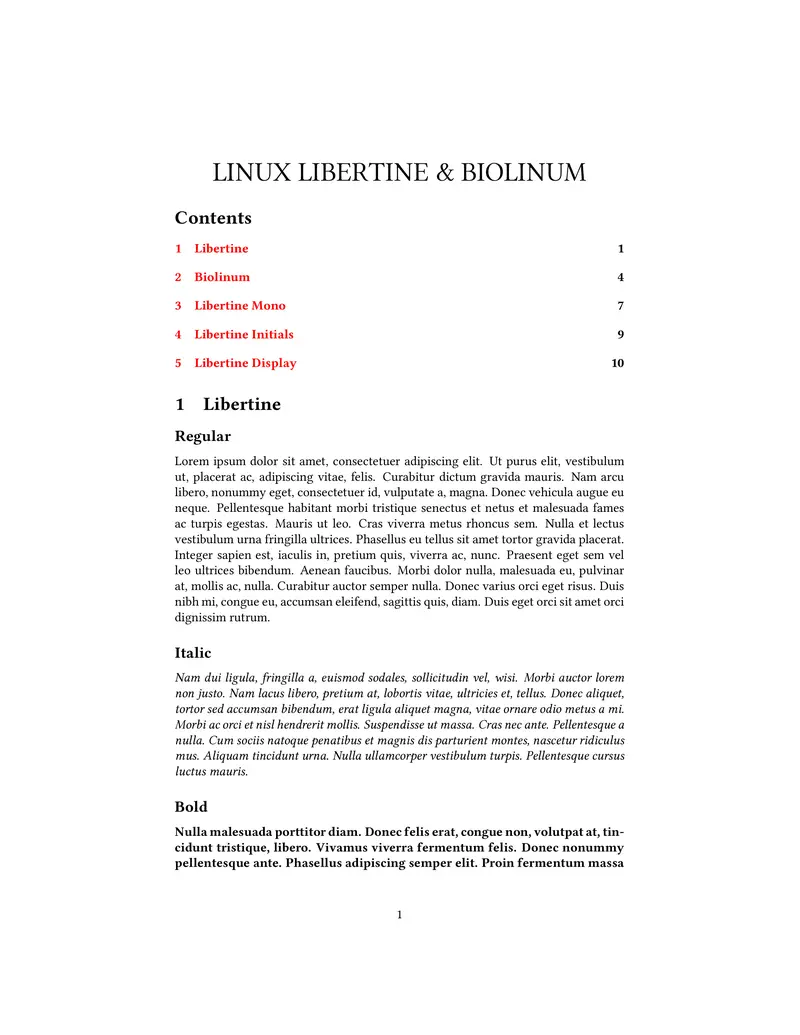 LINUX LIBERTINE & BIOLINUM
Contents
1 Libertine 1
2 Biolinum 4
3 Libertine Mono 7
4 Libertine Initials 9
5 Libertine Display 10
1 Libertine
Regular
Lorem ipsum dolor sit amet, consectetuer adipiscing elit. Ut purus elit, vestibulum
ut, placerat ac, adipiscing vitae, felis. Curabitur dictum gravida mauris. Nam arcu
libero, nonummy eget, consectetuer id, vulputate a, magna. Donec vehicula augue eu
neque. Pellentesque habitant morbi tristique senectus et netus et malesuada fames
ac turpis egestas. Mauris ut leo. Cras viverra metus rhoncus sem. Nulla et lectus
vestibulum urna fringilla ultrices. Phasellus eu tellus sit amet tortor gravida placerat.
Integer sapien est, iaculis in, pretium quis, viverra ac, nunc. Praesent eget sem vel
leo ultrices bibendum. Aenean faucibus. Morbi dolor nulla, malesuada eu, pulvinar
at, mollis ac, nulla. Curabitur auctor semper nulla. Donec varius orci eget risus. Duis
nibh mi, congue eu, accumsan eleifend, sagittis quis, diam. Duis eget orci sit amet orci
dignissim rutrum.
Italic
Nam dui ligula, fringilla a, euismod sodales, sollicitudin vel, wisi. Morbi auctor lorem
non justo. Nam lacus libero, pretium at, lobortis vitae, ultricies et, tellus. Donec aliquet,
tortor sed accumsan bibendum, erat ligula aliquet magna, vitae ornare odio metus a mi.
Morbi ac orci et nisl hendrerit mollis. Suspendisse ut massa. Cras nec ante. Pellentesque a
nulla. Cum sociis natoque penatibus et magnis dis parturient montes, nascetur ridiculus
mus. Aliquam tincidunt urna. Nulla ullamcorper vestibulum turpis. Pellentesque cursus
luctus mauris.
Bold
Nulla malesuada porttitor diam. Donec felis erat, congue non, volutpat at, tin-
cidunt tristique, libero. Vivamus viverra fermentum felis. Donec nonummy
pellentesque ante. Phasellus adipiscing semper elit. Proin fermentum massa
1